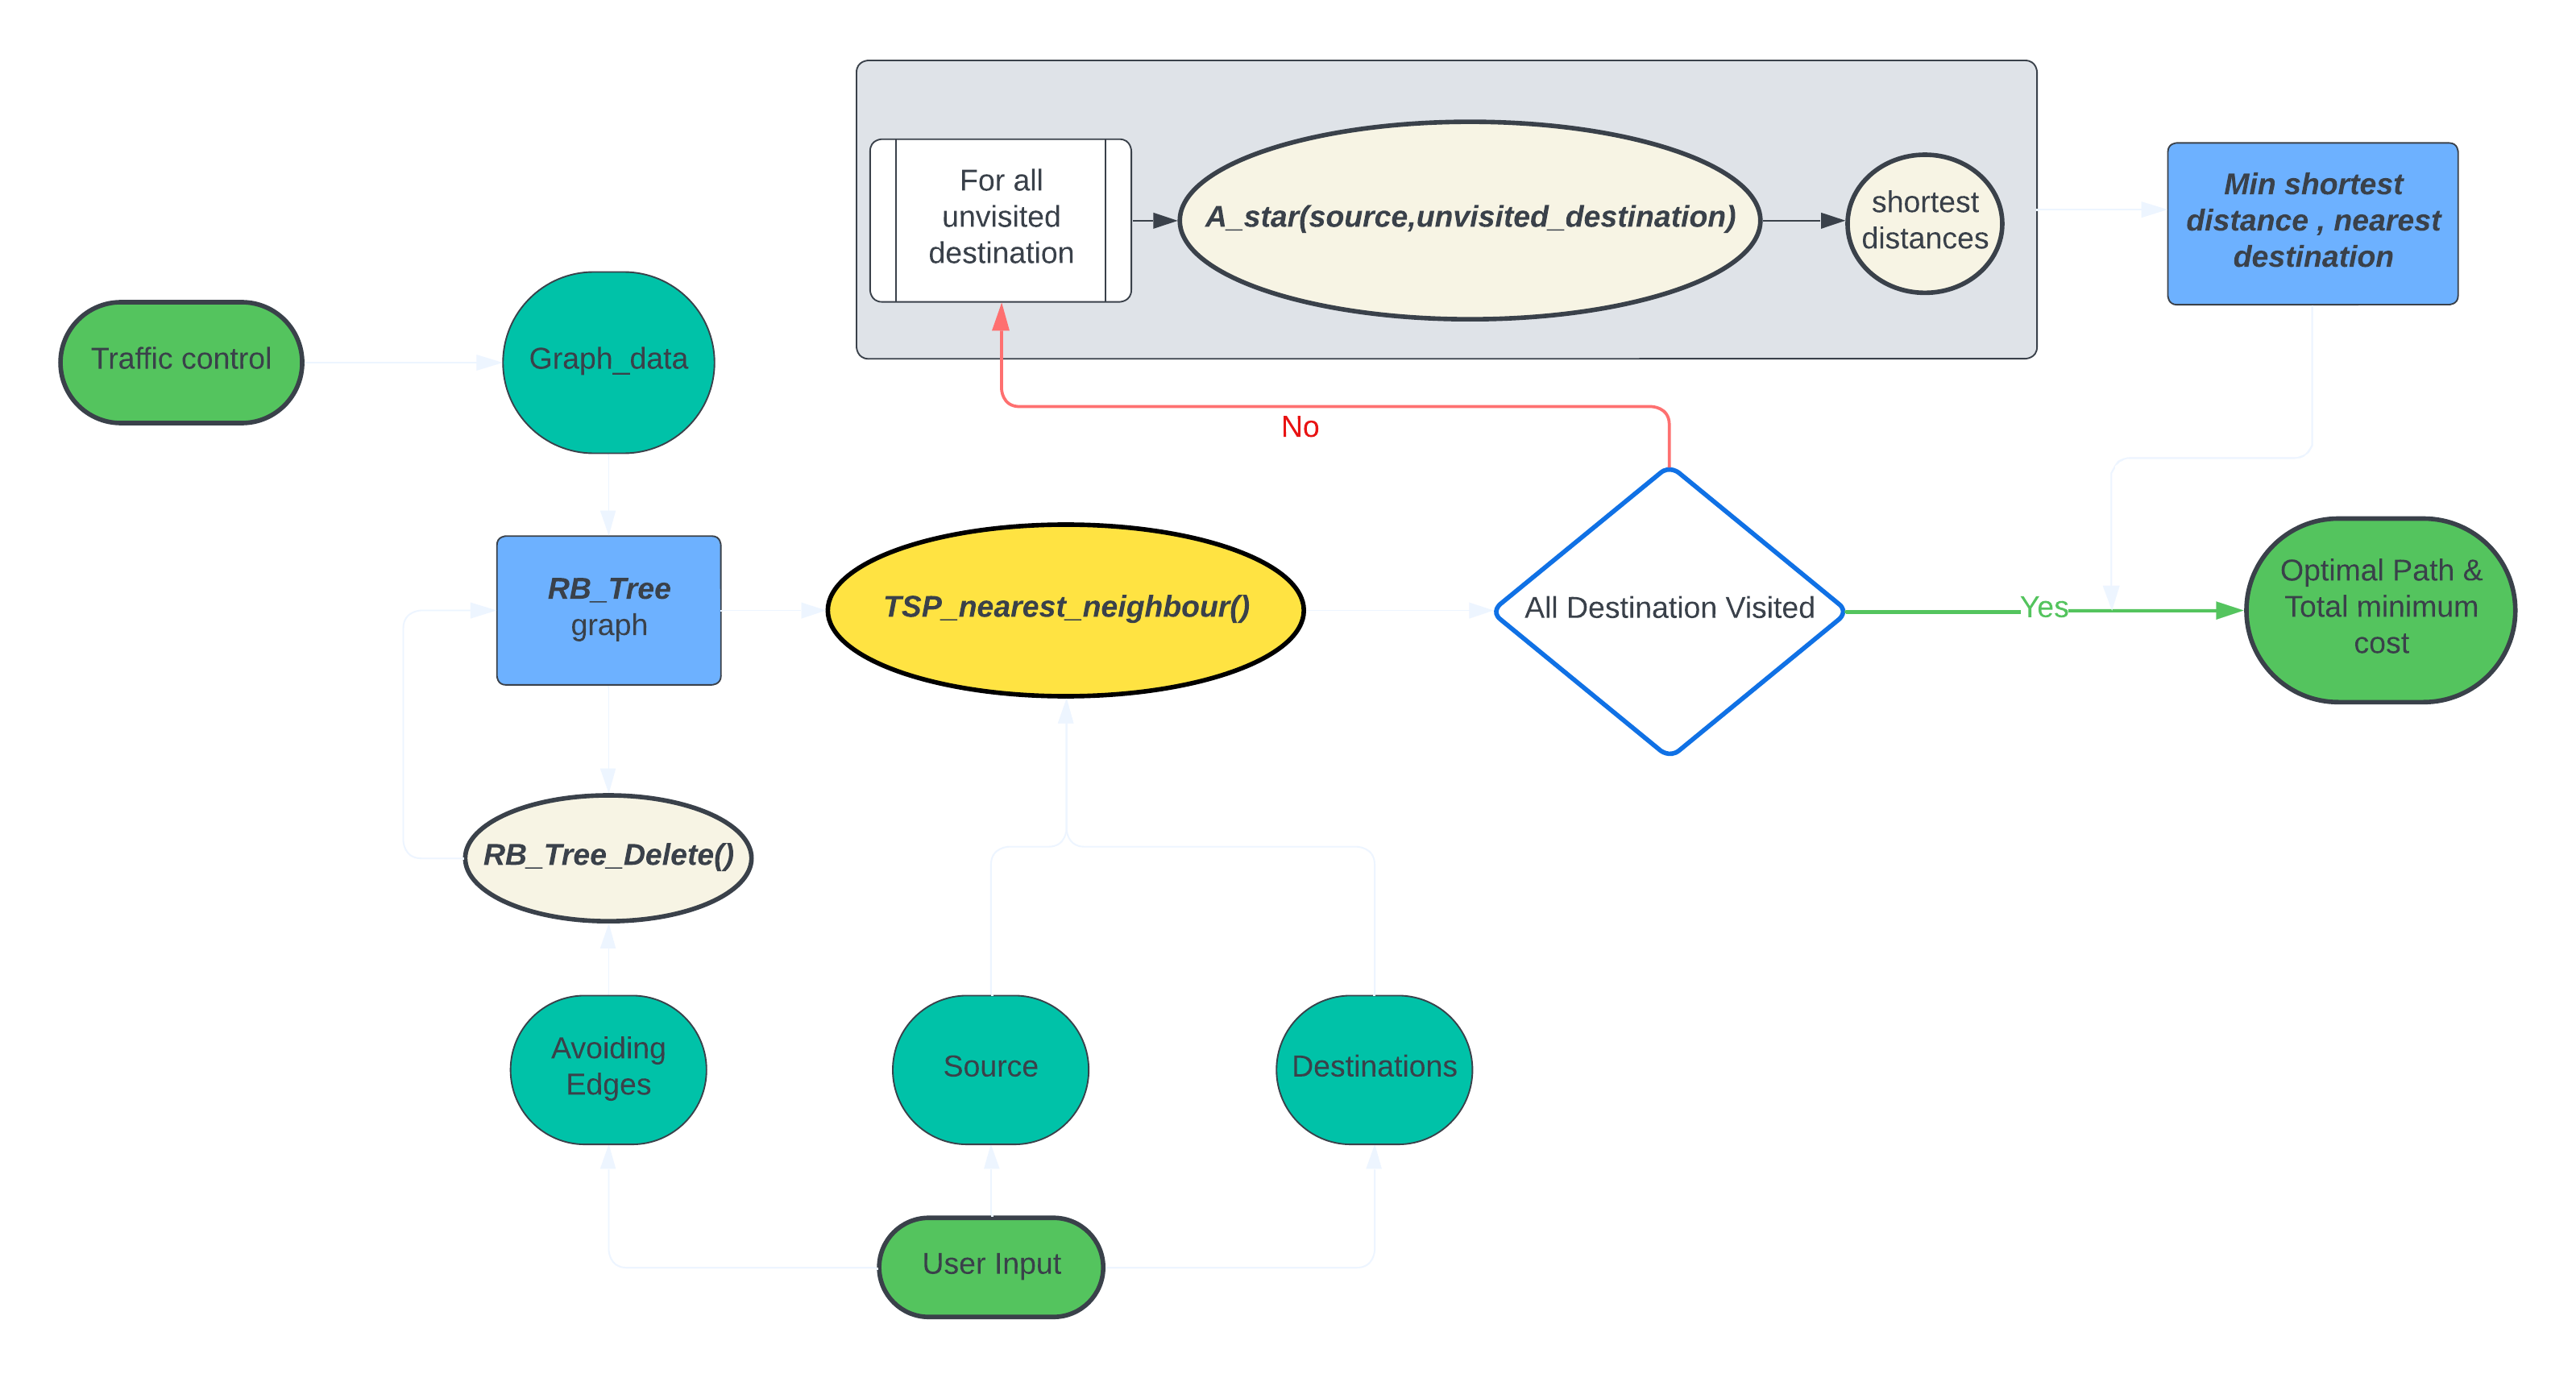 For all
unvisited
destination
A_star(source,unvisited_destination)
shortest
distances
Min shortest
distance , nearest
destination
Traffic control
Graph_data
No
RB_Tree
graph
TSP_nearest_neighbour()
All Destination Visited
Yes
Optimal Path &
Total minimum
cost
RB_Tree_Delete()
Avoiding
Edges
Source
Destinations
User Input